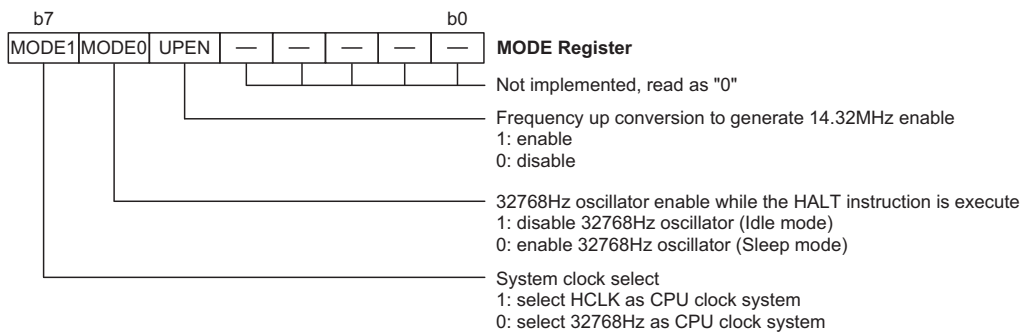 b7 b0
MODE1 MODE0 UPEN — — — — — MODE Register
Not implemented, read as "0"
Frequency up conversion to generate 14.32MHz enable
1: enable
0: disable
32768Hz oscillator enable while the HALT instruction is execute
1: disable 32768Hz oscillator (Idle mode)
0: enable 32768Hz oscillator (Sleep mode)
System clock select
1: select HCLK as CPU clock system
0: select 32768Hz as CPU clock system